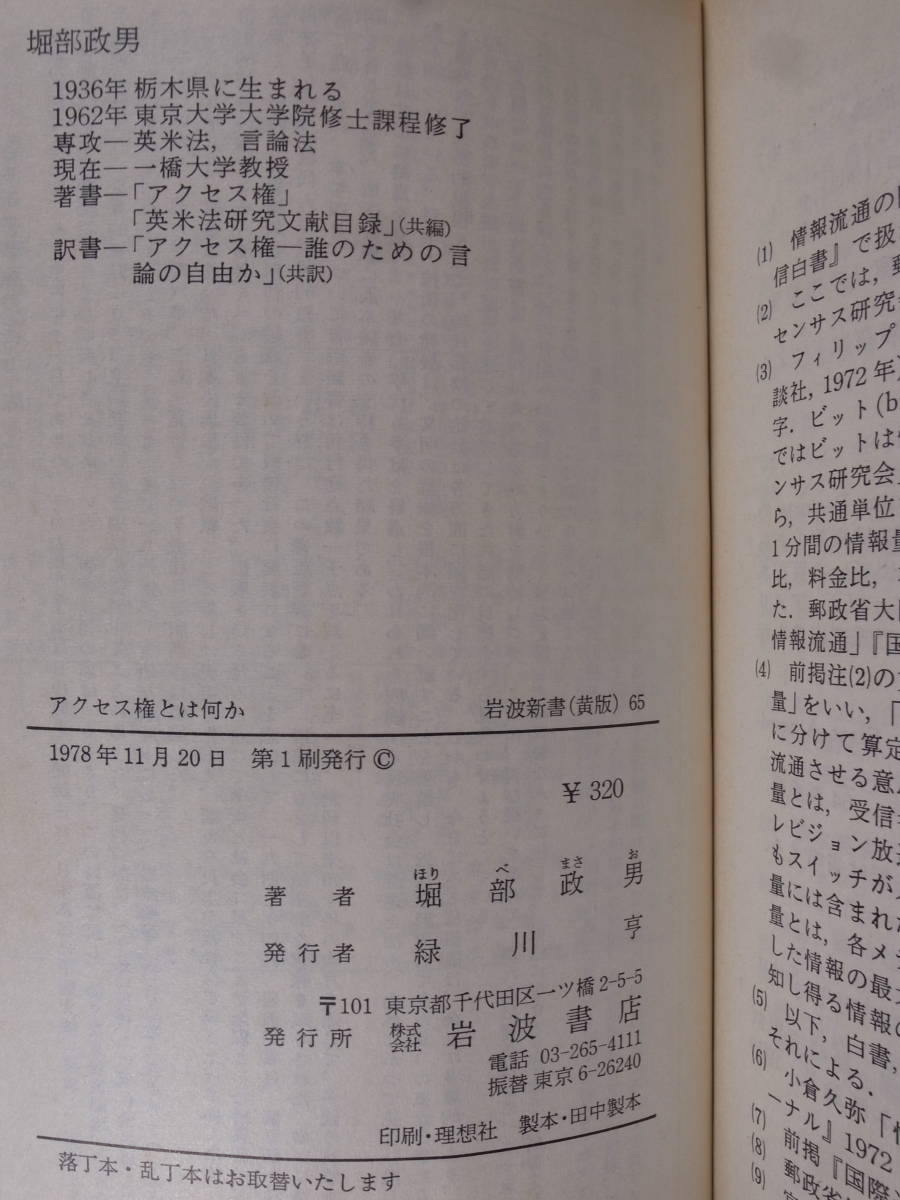 堀部政男
1936年 栃木県に生まれる
1962年 東京大学大学院修士課程修了
専攻―英米法，言論法
現在―一橋大学教授
著書―「アクセス権」
「英米法研究文献目録」(共編)
訳書―「アクセス権―誰のための言
論の自由か」(共訳)
アクセス権とは何か 岩波新書(黄版) 65
1978年11月20日 第1刷発行 ©
¥ 320
ほり べ まさ お
著者 堀部政男
発行者 緑川亨
〒101 東京都千代田区一ツ橋2-5-5
発行所 株式会社 岩波書店
電話 03-265-4111
振替 東京 6-26240
印刷・理想社 製本・田中製本
落丁本・乱丁本はお取替いたします
(1) 情報流通の
信白書』で扱
(2) ここでは，
センサス研究
(3) フィリップ
談社, 1972年
字．ビット(b
ではビットは
ンサス研究会
ら，共通単位
1分間の情報量
比，料金比，
た．郵政省大
情報流通」『国
(4) 前掲注(2)の
量」をいい，「
に分けて算定
流通させる意
量とは，受信
レビジョン放
もスイッチが
量には含まれ
量とは，各メ
した情報の最
知し得る情報の
(5) 以下，白書，
それによる．
(6) 小倉久弥「情
ーナル』1972
(7) 前掲『国際
(8) 郵政省
(9)